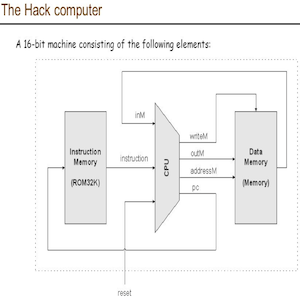 The Hack computer
A 16-bit machine consisting of the following elements:
inM
writeM
Instruction
Memory
(ROM32K)
instruction
CPU
outM
addressM
pc
Data
Memory
(Memory)
reset